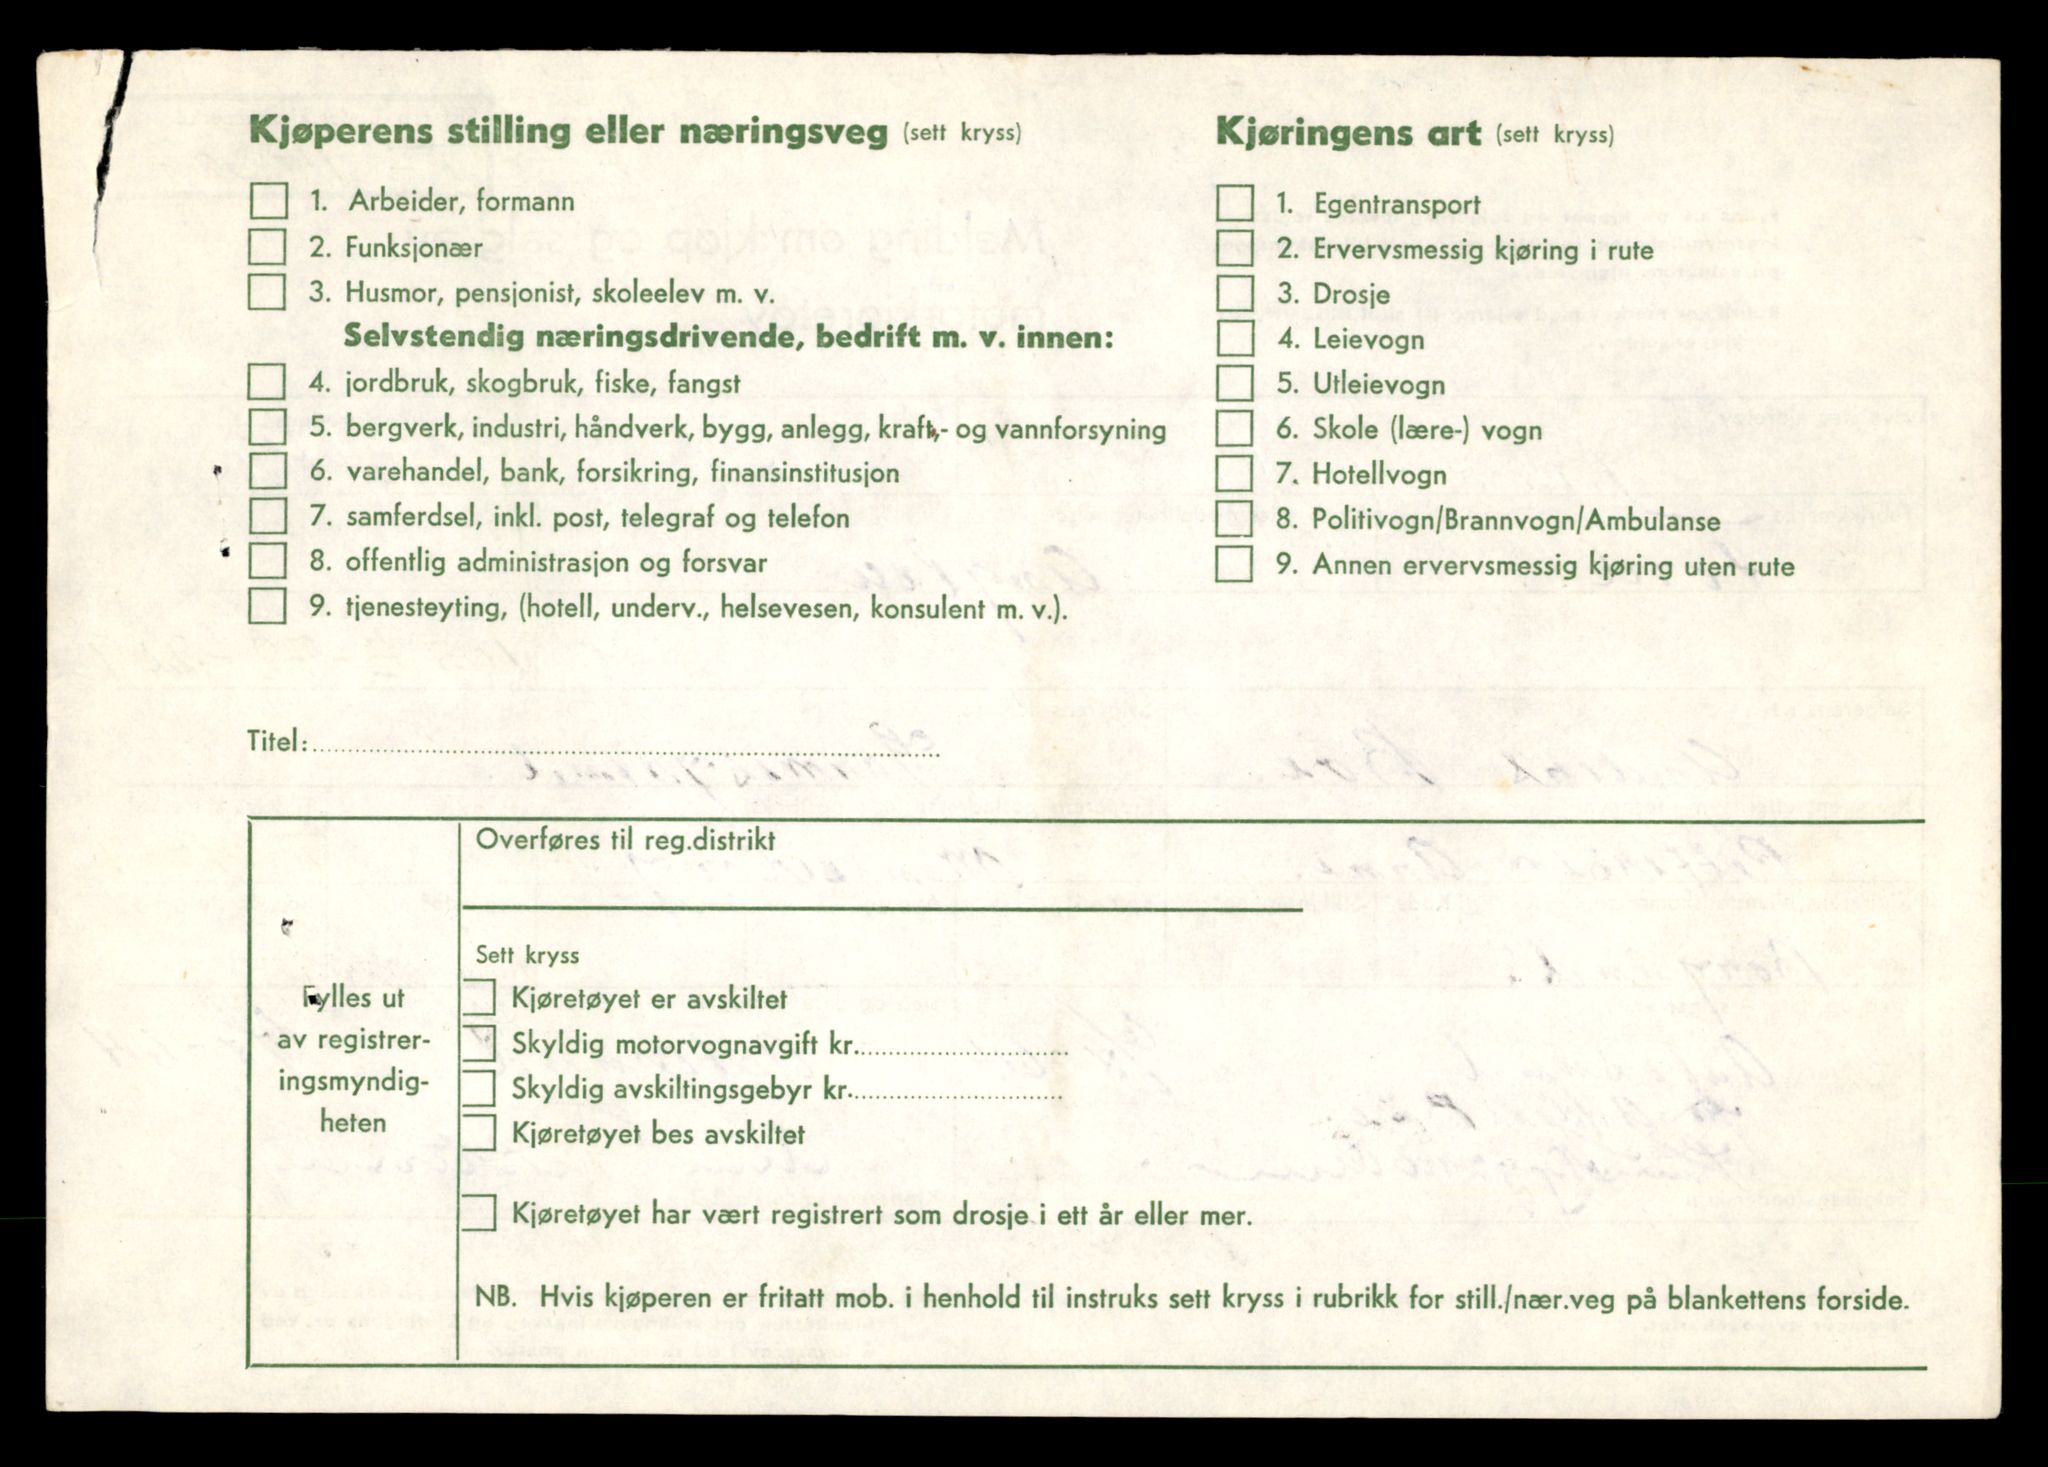 Kjøperens stilling eller næringsveg (sett kryss)
1. Arbeider, formann
2. Funksjonær
3. Husmor, pensjonist, skoleelev m. v.
Selvstendig næringsdrivende, bedrift m. v. innen:
4. jordbruk, skogbruk, fiske, fangst
5. bergverk, industri, håndverk, bygg, anlegg, kraft,- og vannforsyning
6. varehandel, bank, forsikring, finansinstitusjon
7. samferdsel, inkl. post, telegraf og telefon
8. offentlig administrasjon og forsvar
9. tjenesteyting, (hotell, underv., helsevesen, konsulent m. v.).
Kjøringens art (sett kryss)
1. Egentransport
2. Ervervsmessig kjøring i rute
3. Drosje
4. Leievogn
5. Utleievogn
6. Skole (lære-) vogn
7. Hotellvogn
8. Politivogn/Brannvogn/Ambulanse
9. Annen ervervsmessig kjøring uten rute
Titel:
Fylles ut
av registrer-
ingsmyndig-
heten
Overføres til reg.distrikt
Sett kryss
Kjøretøyet er avskiltet
Skyldig motorvognavgift kr.
Skyldig avskiltingsgebyr kr.
Kjøretøyet bes avskiltet
Kjøretøyet har vært registrert som drosje i ett år eller mer.
NB. Hvis kjøperen er fritatt mob. i henhold til instruks sett kryss i rubrikk for still./nær.veg på blankettens forside.